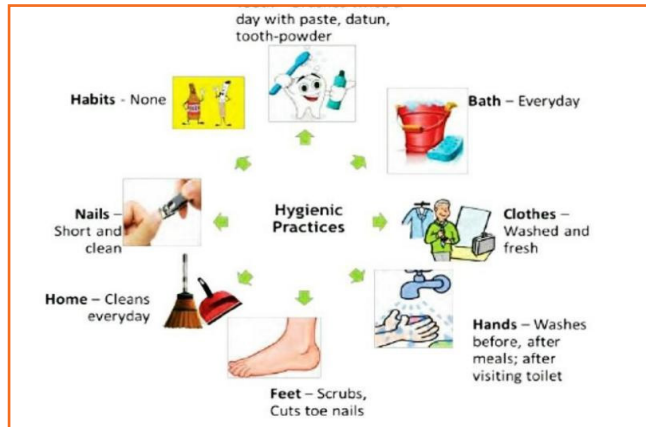 day with paste, datun,
tooth-powder
Habits - None
Bath – Everyday
Nails –
Short and
clean
Hygienic
Practices
Clothes –
Washed and
fresh
Home – Cleans
everyday
Hands – Washes
before, after
meals; after
visiting toilet
Feet – Scrubs,
Cuts toe nails